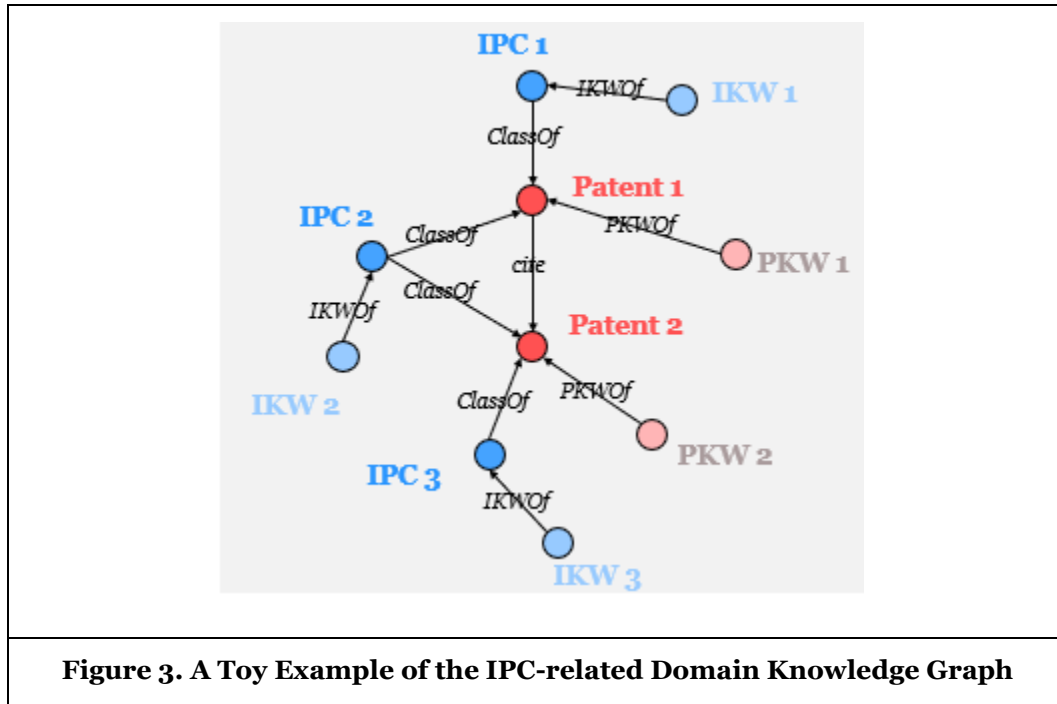 IPC 1
IKWOf
IKW 1
ClassOf
Patent 1
IPC 2
ClassOf
PKWOf
PKW 1
cite
ClassOf
IKWOf
Patent 2
IKW 2
ClassOf
PKWOf
PKW 2
IPC 3
IKWOf
IKW 3
Figure 3. A Toy Example of the IPC-related Domain Knowledge Graph